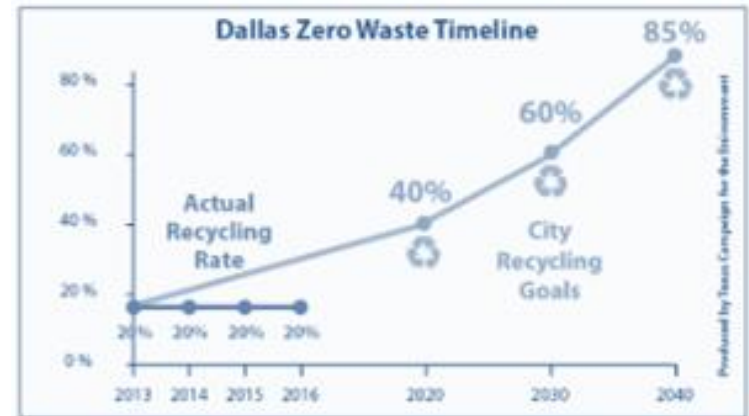 Dallas Zero Waste Timeline
85%
80 %
60%
60 %
40%
Actual
Recycling
Rate
40 %
City
Recycling
Goals
20 %
20%
20%
20%
20%
0 %
2013
2014
2015
2016
2020
2030
2040
Produced by Texas Campaign for the Environment